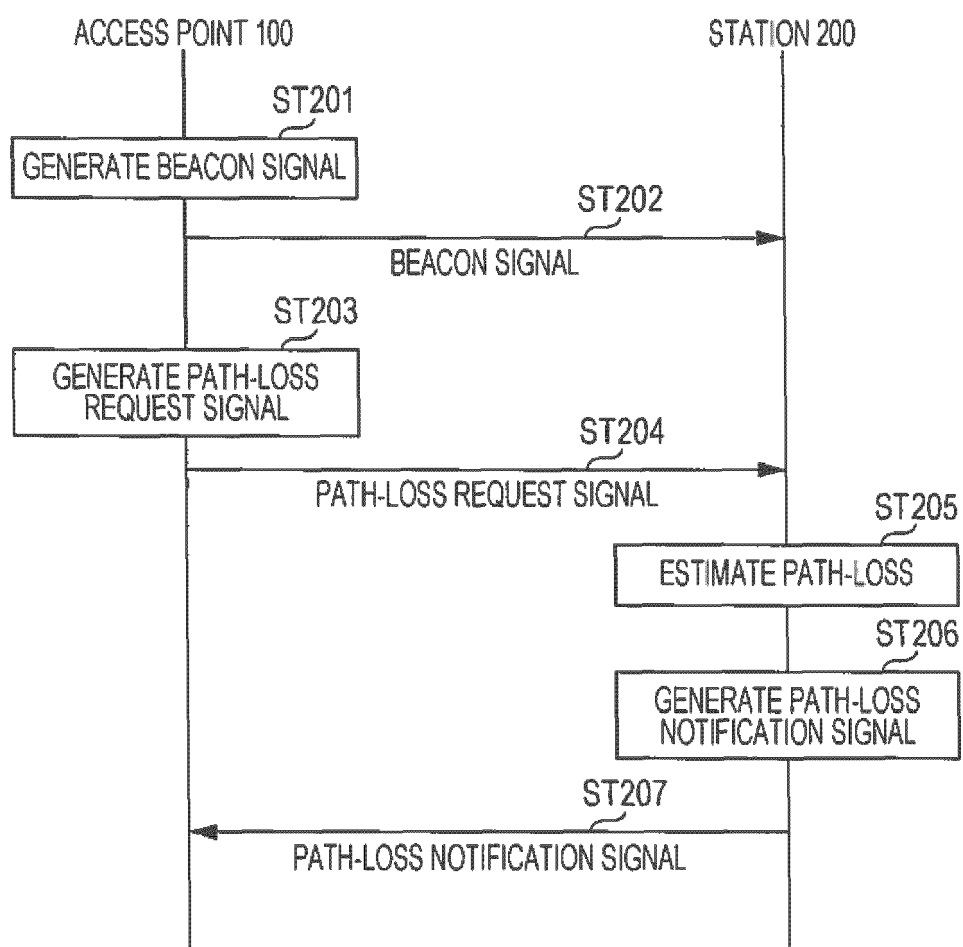 ACCESS POINT 100
STATION 200
ST201
GENERATE BEACON SIGNAL
ST202
BEACON SIGNAL
ST203
GENERATE PATH-LOSS
REQUEST SIGNAL
ST204
PATH-LOSS REQUEST SIGNAL
ST205
ESTIMATE PATH-LOSS
ST206
GENERATE PATH-LOSS
NOTIFICATION SIGNAL
ST207
PATH-LOSS NOTIFICATION SIGNAL